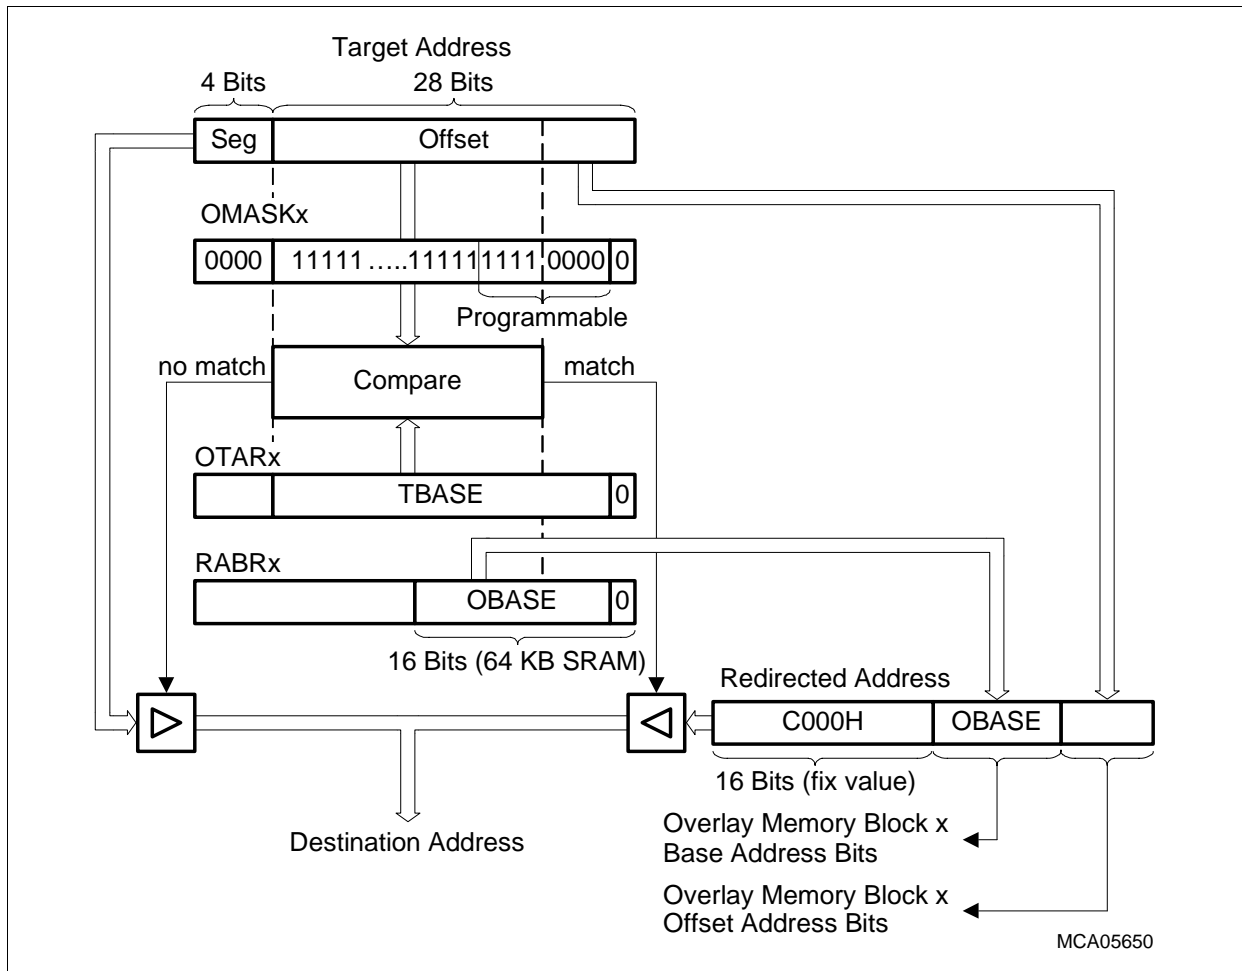 Target Address
4 Bits 28 Bits
Seg Offset
OMASKx
0000 11111 .....11111 1111 0000 0
Programmable
no match Compare match
OTARx
TBASE 0
RABRx
OBASE 0
16 Bits (64 KB SRAM)
Redirected Address
C000H OBASE
16 Bits (fix value)
Destination Address
Overlay Memory Block x
Base Address Bits
Overlay Memory Block x
Offset Address Bits
MCA05650